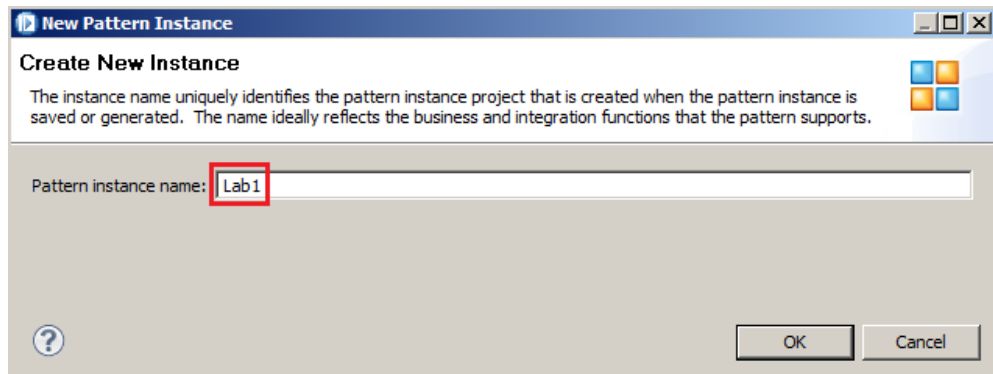 New Pattern Instance
Create New Instance
The instance name uniquely identifies the pattern instance project that is created when the pattern instance is
saved or generated. The name ideally reflects the business and integration functions that the pattern supports.
Pattern instance name: Lab1
?
OK Cancel